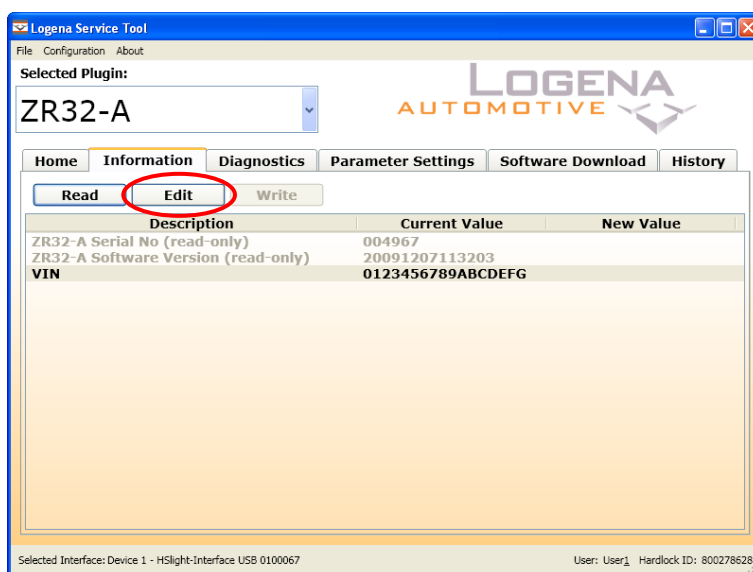 Logena Service Tool
File Configuration About
Selected Plugin:
ZR32-A
LOGENA
AUTOMOTIVE
Home Information Diagnostics Parameter Settings Software Download History
Read Edit Write
Description Current Value New Value
ZR32-A Serial No (read-only) 004967
ZR32-A Software Version (read-only) 20091207113203
VIN 0123456789ABCDEFG
Selected Interface: Device 1 - HSlight-Interface USB 0100067 User: User1 Hardlock ID: 800278628